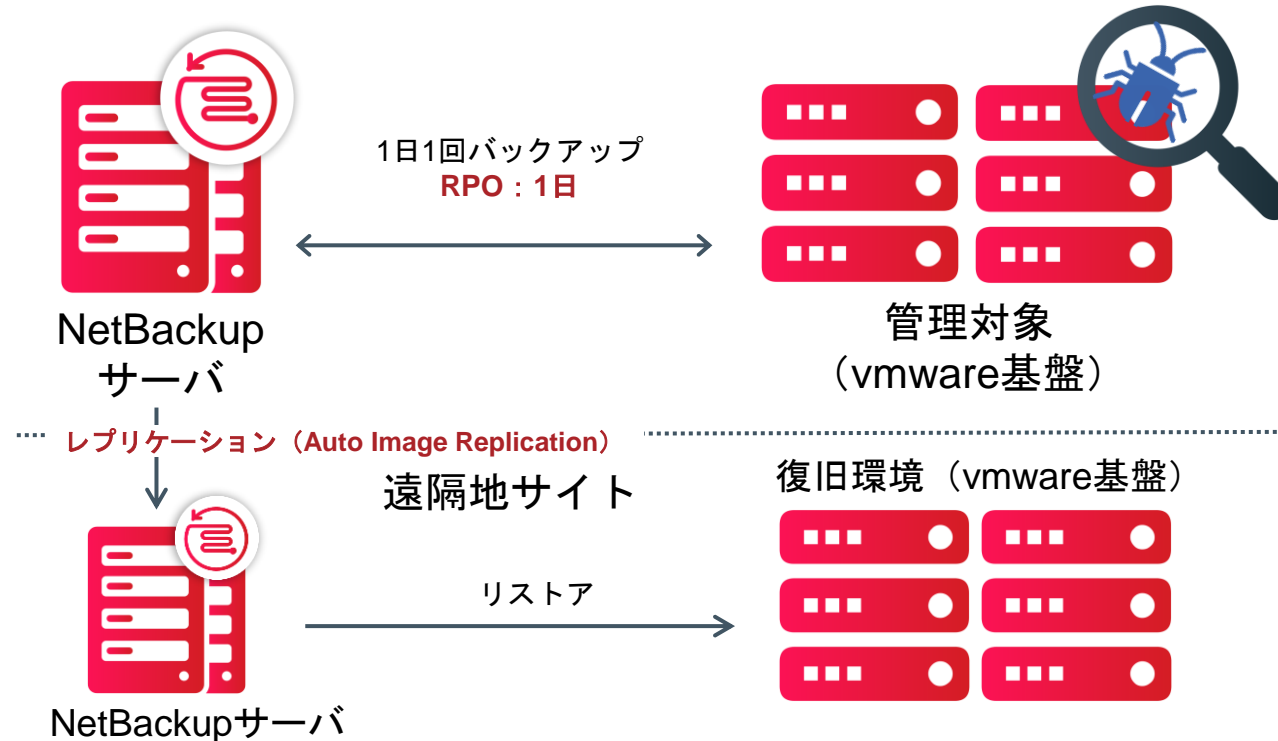 1日1回バックアップ
RPO：1日
NetBackup
サーバ
管理対象
（vmware基盤）
レプリケーション（Auto Image Replication）
遠隔地サイト
復旧環境（vmware基盤）
リストア
NetBackupサーバ